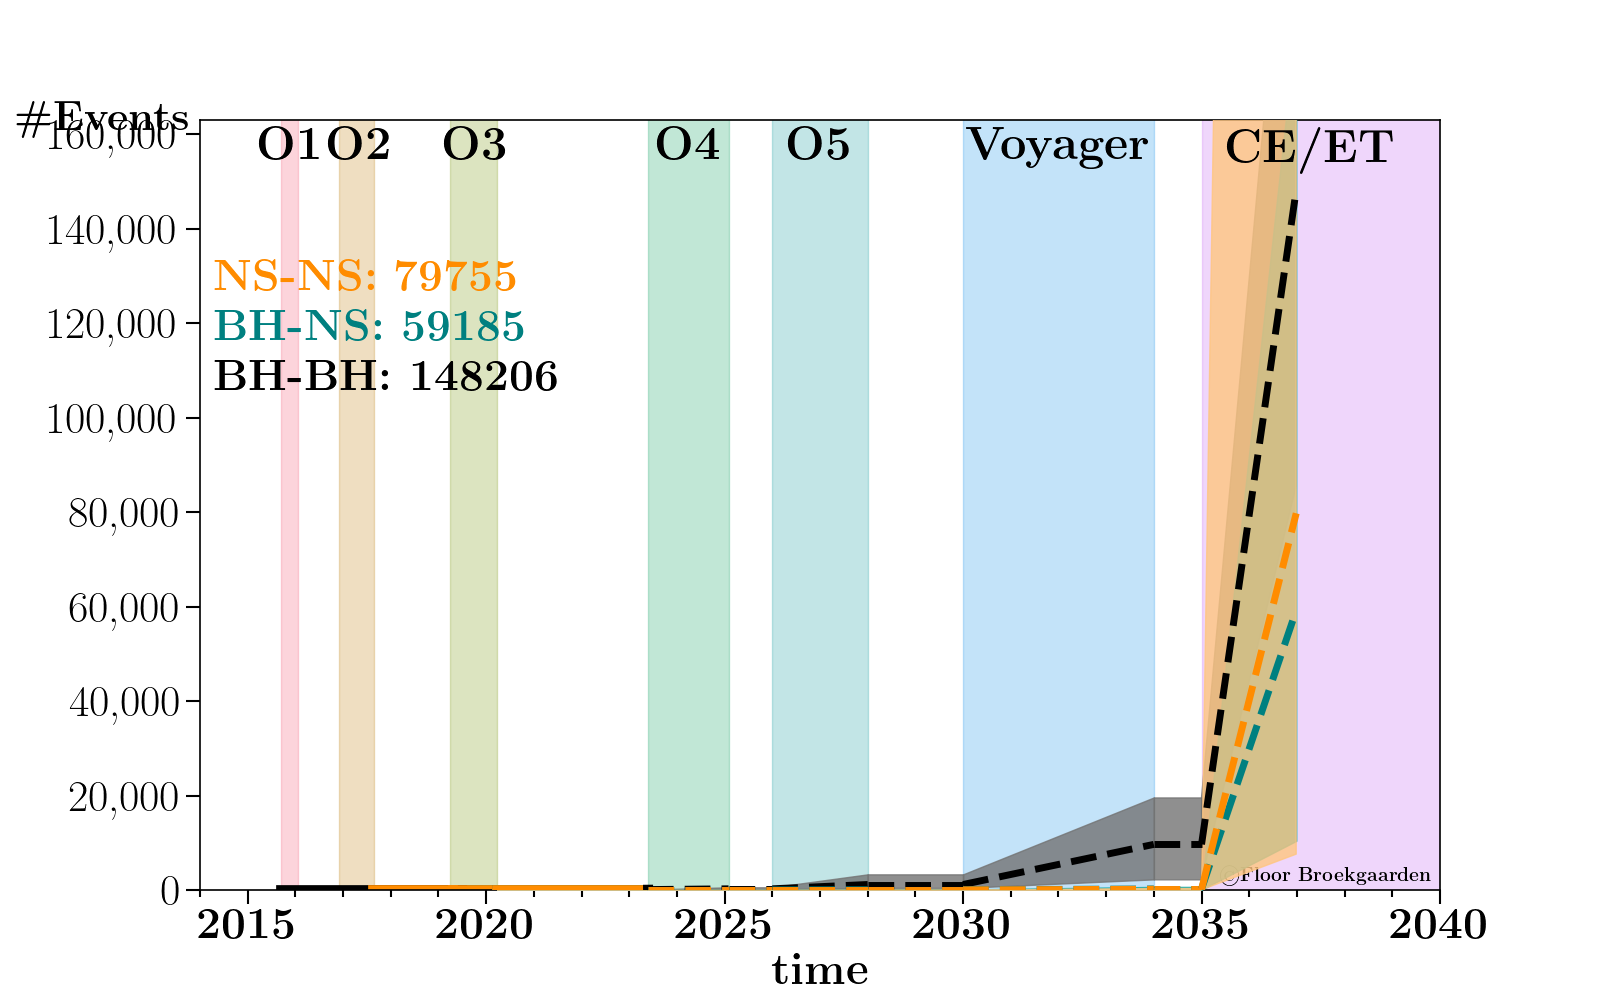 #Events
O1 O2 O3 O4 O5 Voyager CE/ET
160,000
140,000
NS-NS: 79755
120,000
BH-NS: 59185
BH-BH: 148206
100,000
80,000
60,000
40,000
20,000
©Floor Broekgaarden
0
2015 2020 2025 2030 2035 2040
time